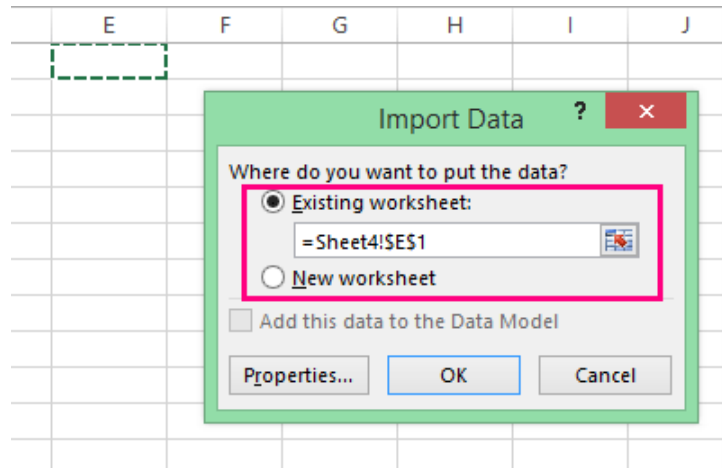 E F G H I J
Import Data ? ×
Where do you want to put the data?
Existing worksheet:
=Sheet4!$E$1
New worksheet
Add this data to the Data Model
Properties... OK Cancel